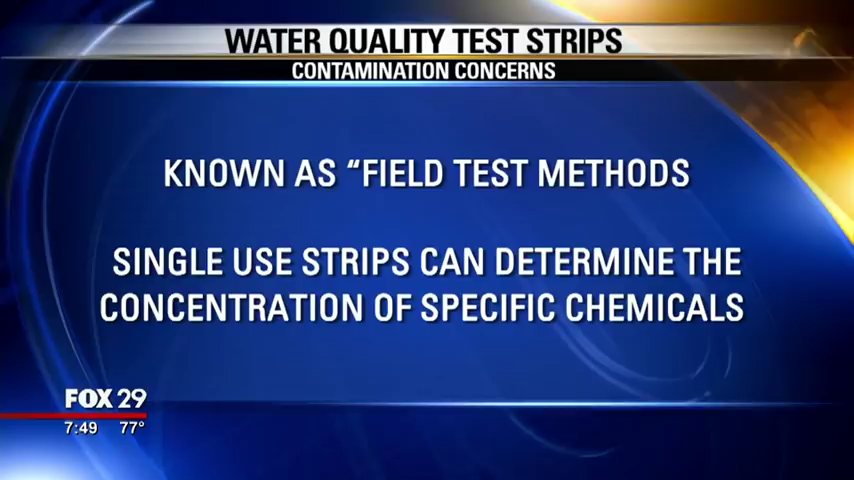 WATER QUALITY TEST STRIPS
CONTAMINATION CONCERNS
KNOWN AS “FIELD TEST METHODS
SINGLE USE STRIPS CAN DETERMINE THE
CONCENTRATION OF SPECIFIC CHEMICALS
FOX 29
7:49 77°